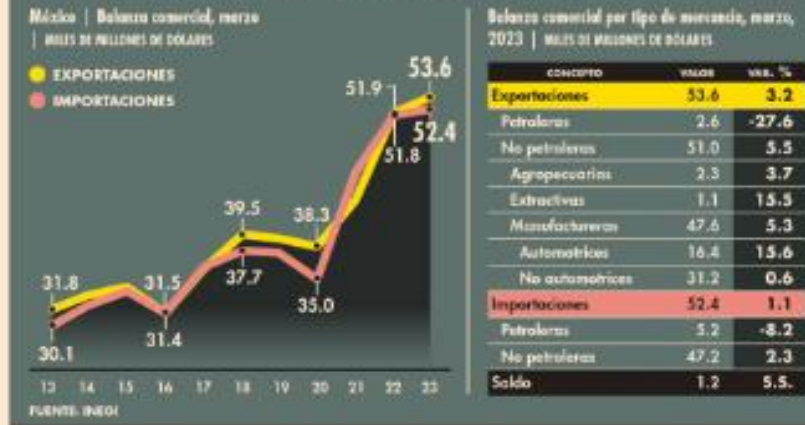 México | Balanza comercial, marzo
| MILES DE MILLONES DE DÓLARES
EXPORTACIONES
IMPORTACIONES
53.6
51.9
52.4
51.8
39.5
38.3
37.7
35.0
31.8
31.5
31.4
30.1
13 14 15 16 17 18 19 20 21 22 23
FUENTE: INEGI
Balanza comercial por tipo de mercancía, marzo,
2023 | MILES DE MILLONES DE DÓLARES
CONCEPTO VALOR VAR. %
Exportaciones 53.6 3.2
Petroleras 2.6 -27.6
No petroleras 51.0 5.5
Agropecuarias 2.3 3.7
Extractivas 1.1 15.5
Manufactureras 47.6 5.3
Automotrices 16.4 15.6
No automotrices 31.2 0.6
Importaciones 52.4 1.1
Petroleras 5.2 -8.2
No petroleras 47.2 2.3
Saldo 1.2 S.S.